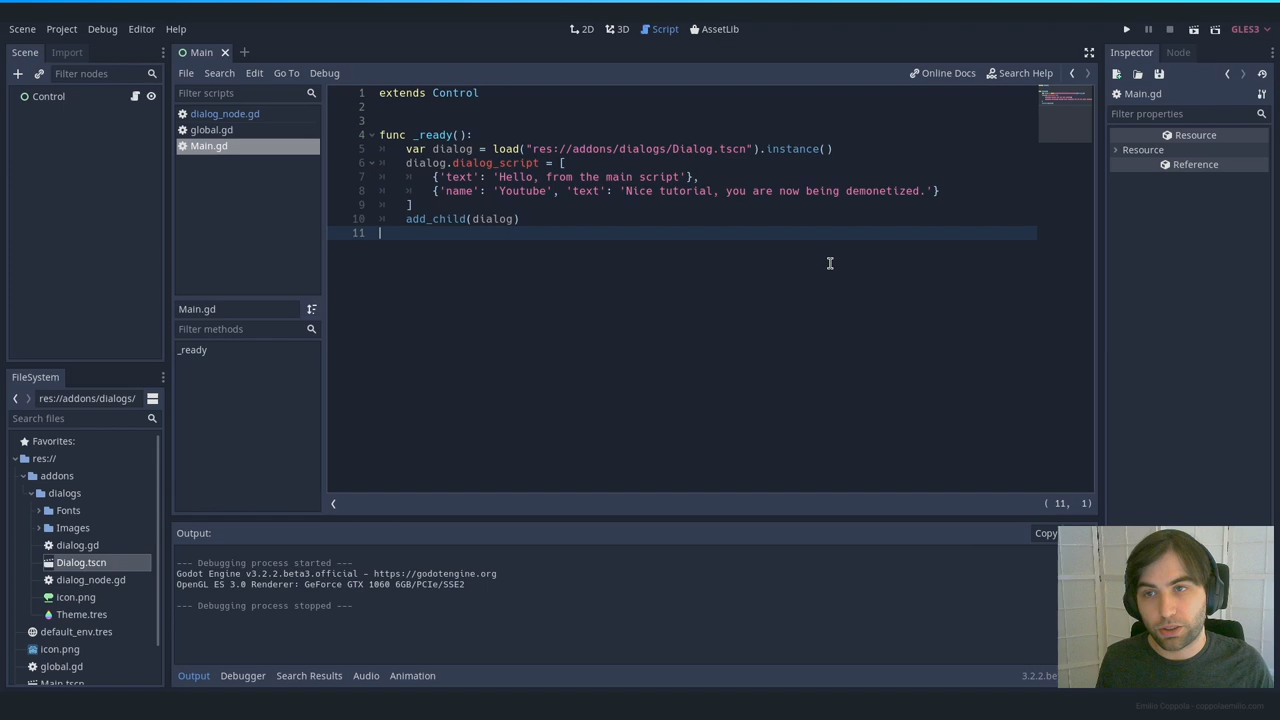 Scene Project Debug Editor Help
2D 3D Script AssetLib
GLES3
Scene Import
Filter nodes
Control
Main
File Search Edit Go To Debug
Online Docs Search Help
Filter scripts
dialog_node.gd
global.gd
Main.gd
Main.gd
Filter methods
_ready
1 extends Control
2
3
4 func _ready():
5 var dialog = load("res://addons/dialogs/Dialog.tscn").instance()
6 dialog.dialog_script = [
7 {'text': 'Hello, from the main script'},
8 {'name': 'Youtube', 'text': 'Nice tutorial, you are now being demonetized.'}
9 ]
10 add_child(dialog)
11
( 11, 1)
Inspector Node
Main.gd
Filter properties
Resource
Resource
Reference
FileSystem
res://addons/dialogs/
Search files
Favorites:
res://
addons
dialogs
Fonts
Images
dialog.gd
Dialog.tscn
dialog_node.gd
icon.png
Theme.tres
default_env.tres
icon.png
global.gd
Main.tscn
Output:
Copy
--- Debugging process started ---
Godot Engine v3.2.2.beta3.official - https://godotengine.org
OpenGL ES 3.0 Renderer: GeForce GTX 1060 6GB/PCIe/SSE2
--- Debugging process stopped ---
Output Debugger Search Results Audio Animation
3.2.2.be
Emilio Coppola - coppolaemilio.com